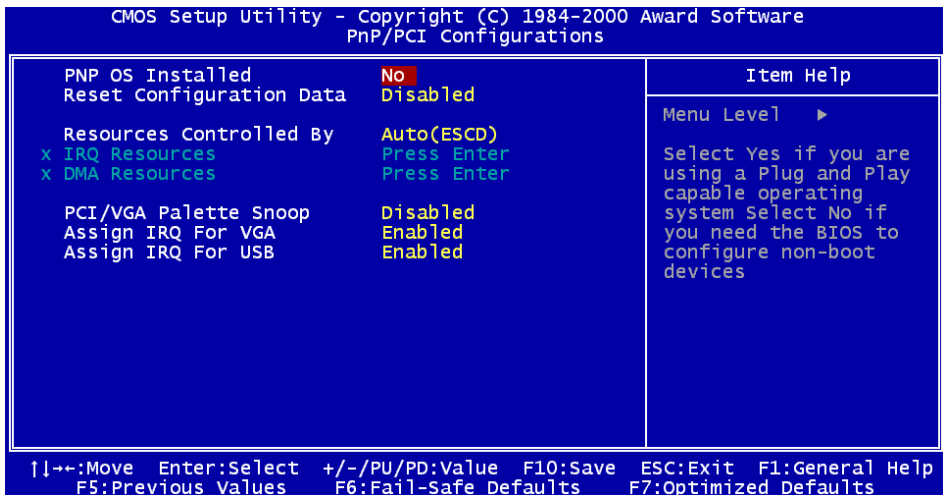 CMOS Setup Utility - Copyright (C) 1984-2000 Award Software
PnP/PCI Configurations
PNP OS Installed No
Reset Configuration Data Disabled
Resources Controlled By Auto(ESCD)
x IRQ Resources Press Enter
x DMA Resources Press Enter
PCI/VGA Palette Snoop Disabled
Assign IRQ For VGA Enabled
Assign IRQ For USB Enabled
Item Help
Menu Level ▶
Select Yes if you are
using a Plug and Play
capable operating
system Select No if
you need the BIOS to
configure non-boot
devices
↑↓→←:Move Enter:Select +/-/PU/PD:Value F10:Save ESC:Exit F1:General Help
F5:Previous Values F6:Fail-Safe Defaults F7:Optimized Defaults